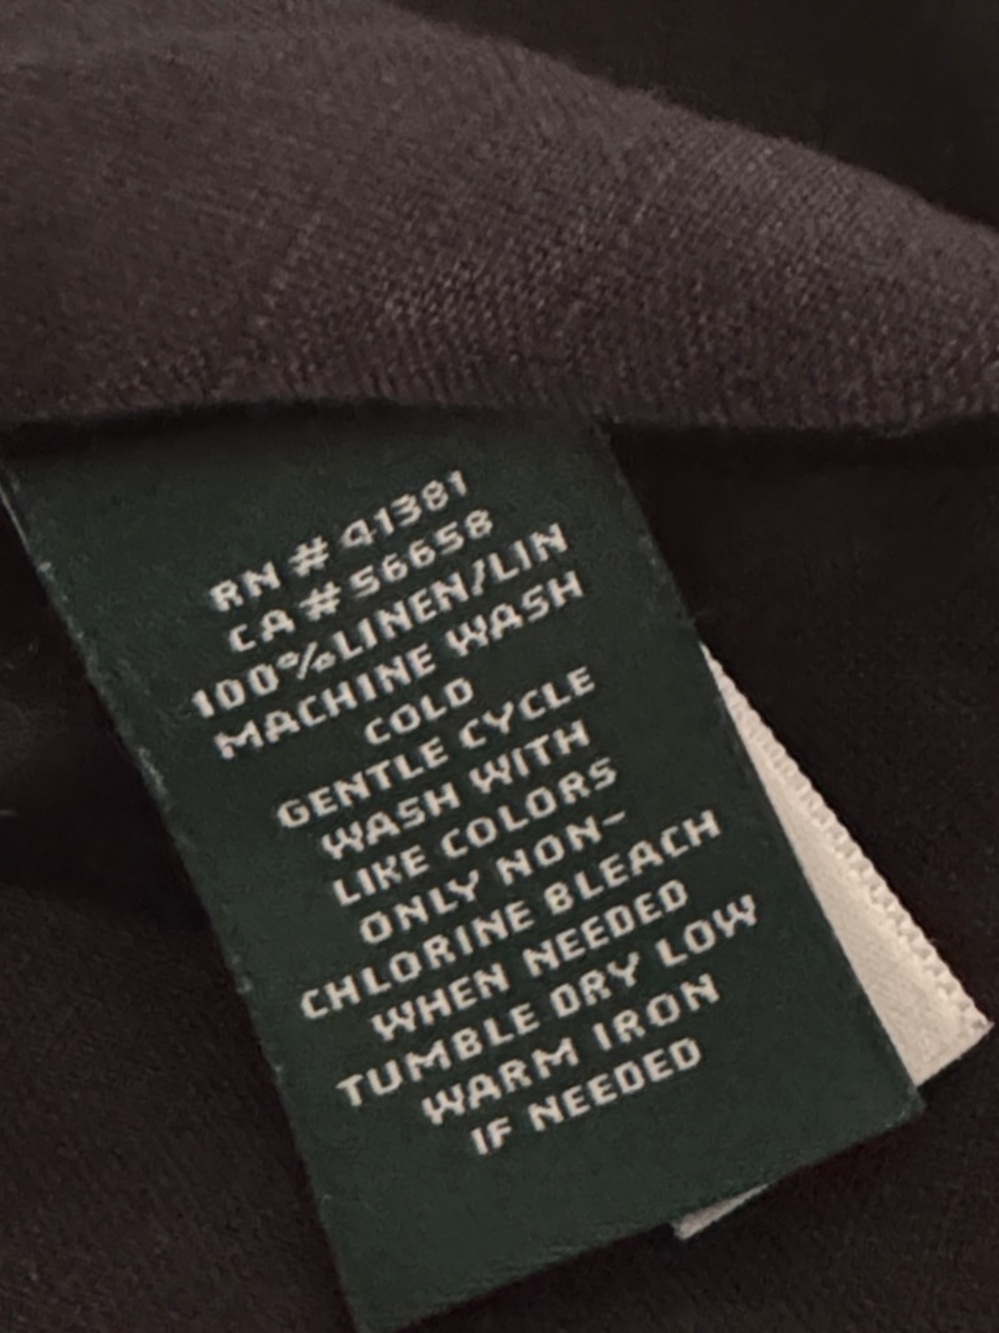 RN # 41381
CA # 56658
100%LINEN/LIN
MACHINE WASH
COLD
GENTLE CYCLE
WASH WITH
LIKE COLORS
ONLY NON-
CHLORINE BLEACH
WHEN NEEDED
TUMBLE DRY LOW
WARM IRON
IF NEEDED